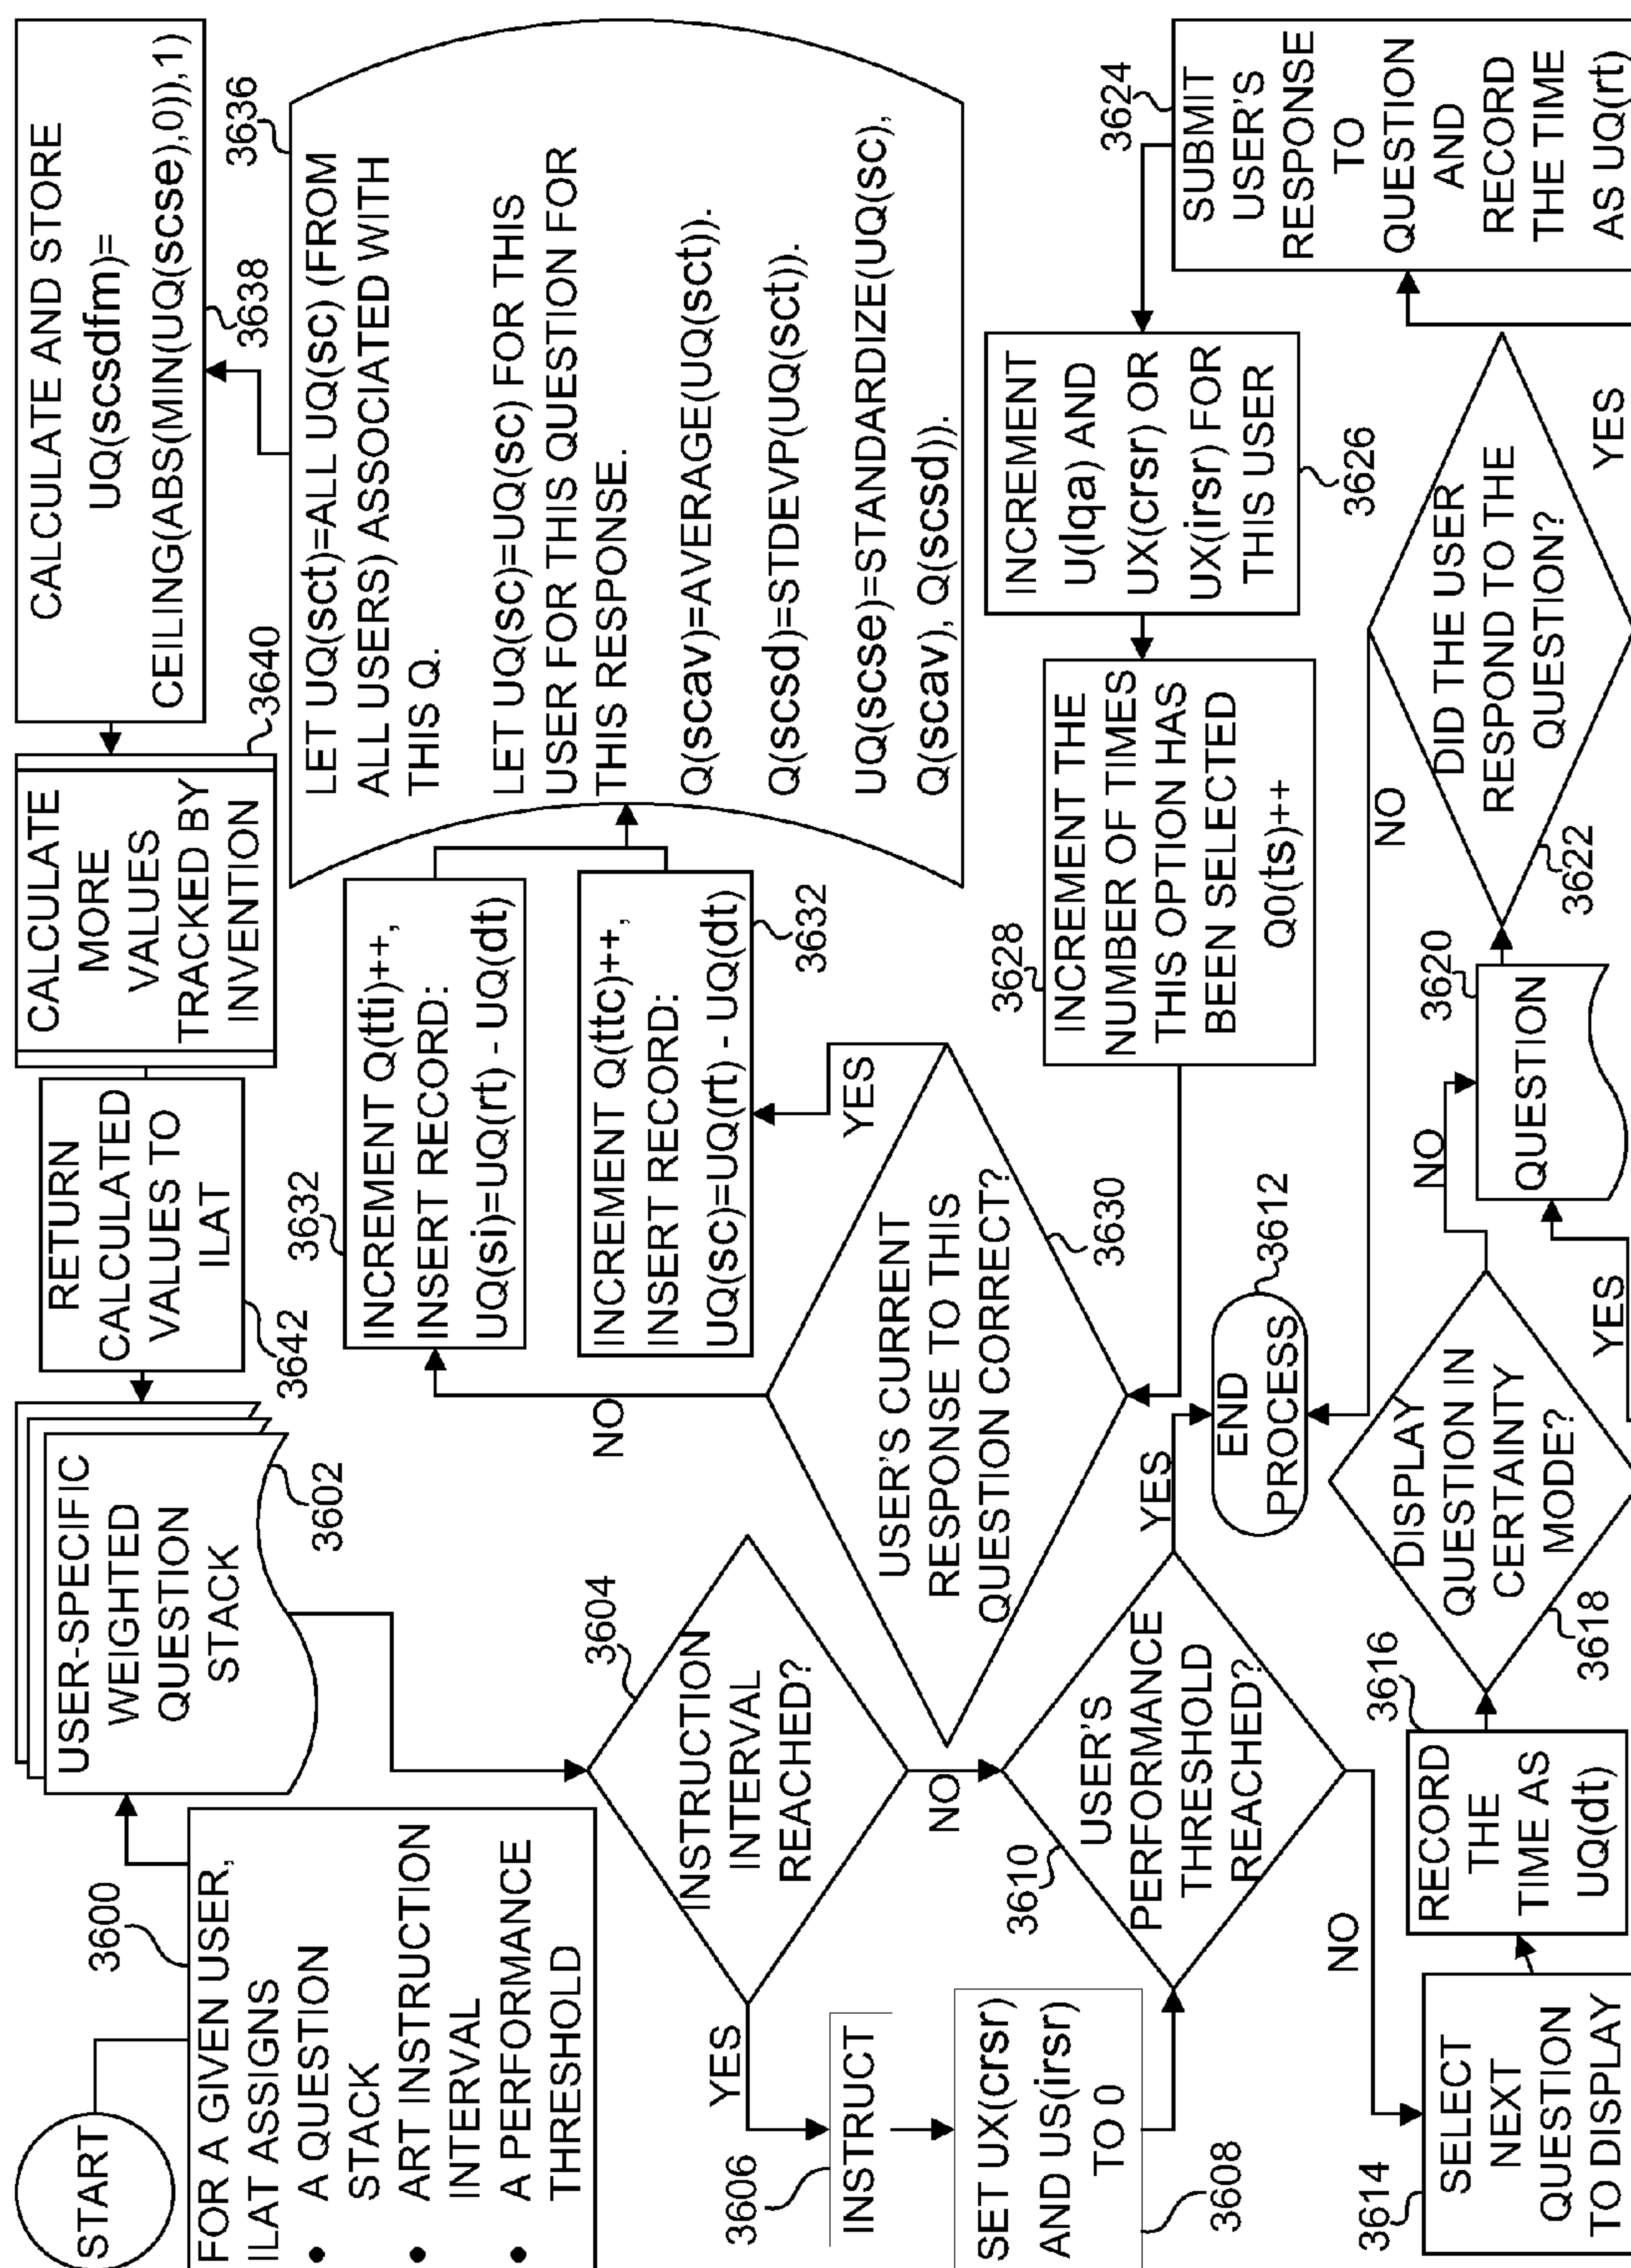 START
3600
FOR A GIVEN USER,
ILAT ASSIGNS
• A QUESTION
STACK
• ART INSTRUCTION
INTERVAL
• A PERFORMANCE
THRESHOLD
USER-SPECIFIC
WEIGHTED
QUESTION
STACK
3602
RETURN
CALCULATED
VALUES TO
ILAT
3642
CALCULATE
MORE
VALUES
TRACKED BY
INVENTION
3640
CALCULATE AND STORE
UQ(scsdfm)=
CEILING(ABS(MIN(UQ(scse),0)),1)
3638
3636
LET UQ(sct)=ALL UQ(sc) (FROM
ALL USERS) ASSOCIATED WITH
THIS Q.
LET UQ(sc)=UQ(sc) FOR THIS
USER FOR THIS QUESTION FOR
THIS RESPONSE.
Q(scav)=AVERAGE(UQ(sct)).
Q(scsd)=STDEVP(UQ(sct)).
UQ(scse)=STANDARDIZE(UQ(sc),
Q(scav), Q(scsd)).
3632
INCREMENT Q(tti)++,
INSERT RECORD:
UQ(si)=UQ(rt) - UQ(dt)
INCREMENT Q(ttc)++,
INSERT RECORD:
UQ(sc)=UQ(rt) - UQ(dt)
3632
NO
YES
3604
INSTRUCTION
INTERVAL
REACHED?
YES
NO
USER'S CURRENT
RESPONSE TO THIS
QUESTION CORRECT?
3630
3606
INSTRUCT
SET UX(crsr)
AND US(irsr)
TO 0
3608
3610
USER'S
PERFORMANCE
THRESHOLD
REACHED?
YES
NO
END
PROCESS
3612
3628
INCREMENT THE
NUMBER OF TIMES
THIS OPTION HAS
BEEN SELECTED
Q0(ts)++
INCREMENT
U(lqa) AND
UX(crsr) OR
UX(irsr) FOR
THIS USER
3626
3624
SUBMIT
USER'S
RESPONSE
TO
QUESTION
AND
RECORD
THE TIME
AS UQ(rt)
3614
SELECT
NEXT
QUESTION
TO DISPLAY
3616
RECORD
THE
TIME AS
UQ(dt)
DISPLAY
QUESTION IN
CERTAINTY
MODE?
3618
NO
YES
3620
QUESTION
DID THE USER
RESPOND TO THE
QUESTION?
3622
NO
YES